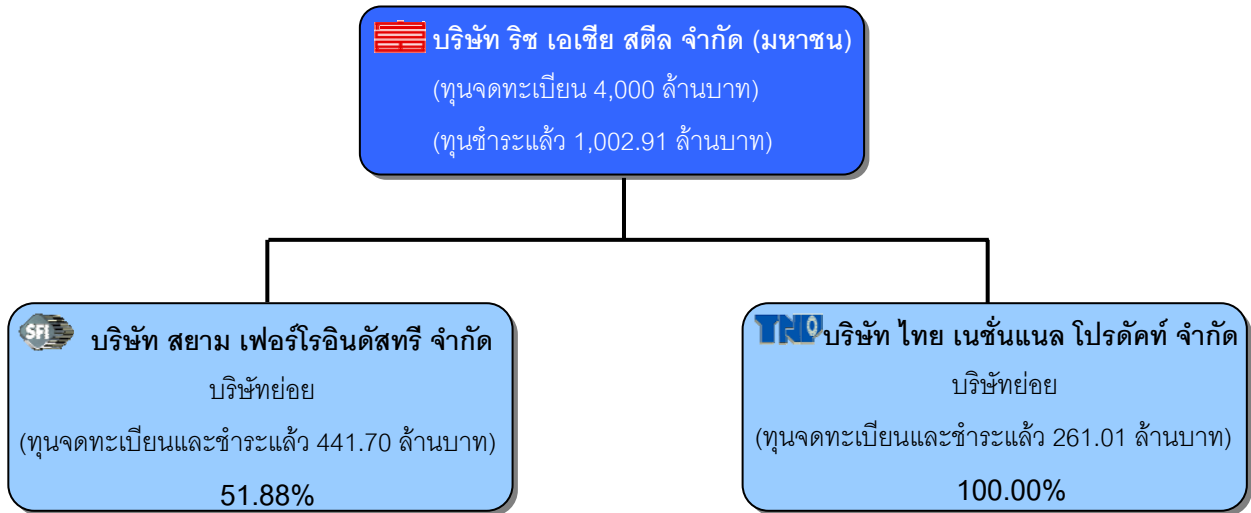 บริษัท ริช เอเชีย สตีล จำกัด (มหาชน)
(ทุนจดทะเบียน 4,000 ล้านบาท)
(ทุนชำระแล้ว 1,002.91 ล้านบาท)
SFI บริษัท สยาม เฟอร์โรอินดัสทรี จำกัด
บริษัทย่อย
(ทุนจดทะเบียนและชำระแล้ว 441.70 ล้านบาท)
51.88%
TNP บริษัท ไทย เนชั่นแนล โปรดัคท์ จำกัด
บริษัทย่อย
(ทุนจดทะเบียนและชำระแล้ว 261.01 ล้านบาท)
100.00%